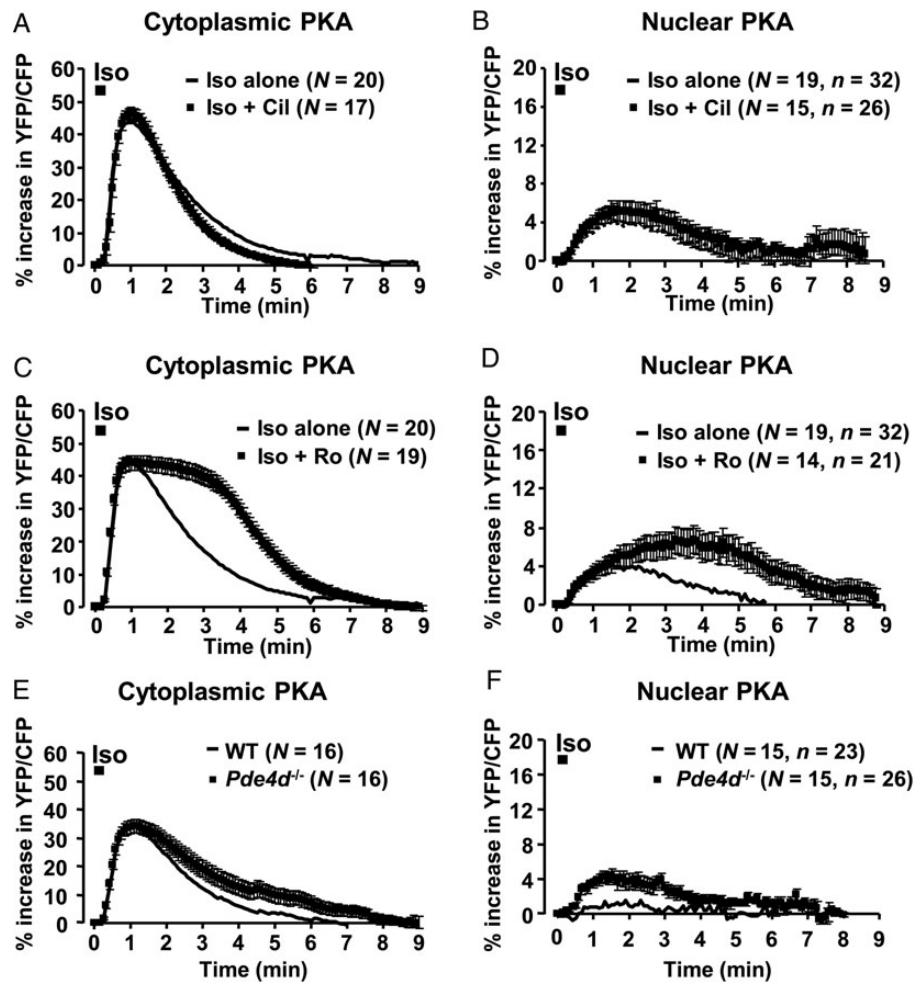 A
Cytoplasmic PKA
% increase in YFP/CFP
60
50
40
30
20
10
0
Iso
Iso alone (N = 20)
Iso + Cil (N = 17)
0 1 2 3 4 5 6 7 8 9
Time (min)
B
Nuclear PKA
% increase in YFP/CFP
20
16
12
8
4
0
Iso
Iso alone (N = 19, n = 32)
Iso + Cil (N = 15, n = 26)
0 1 2 3 4 5 6 7 8 9
Time (min)
C
Cytoplasmic PKA
% increase in YFP/CFP
60
50
40
30
20
10
0
Iso
Iso alone (N = 20)
Iso + Ro (N = 19)
0 1 2 3 4 5 6 7 8 9
Time (min)
D
Nuclear PKA
% increase in YFP/CFP
20
16
12
8
4
0
Iso
Iso alone (N = 19, n = 32)
Iso + Ro (N = 14, n = 21)
0 1 2 3 4 5 6 7 8 9
Time (min)
E
Cytoplasmic PKA
% increase in YFP/CFP
60
50
40
30
20
10
0
Iso
WT (N = 16)
Pde4d-/- (N = 16)
0 1 2 3 4 5 6 7 8 9
Time (min)
F
Nuclear PKA
% increase in YFP/CFP
20
16
12
8
4
0
Iso
WT (N = 15, n = 23)
Pde4d-/- (N = 15, n = 26)
0 1 2 3 4 5 6 7 8 9
Time (min)